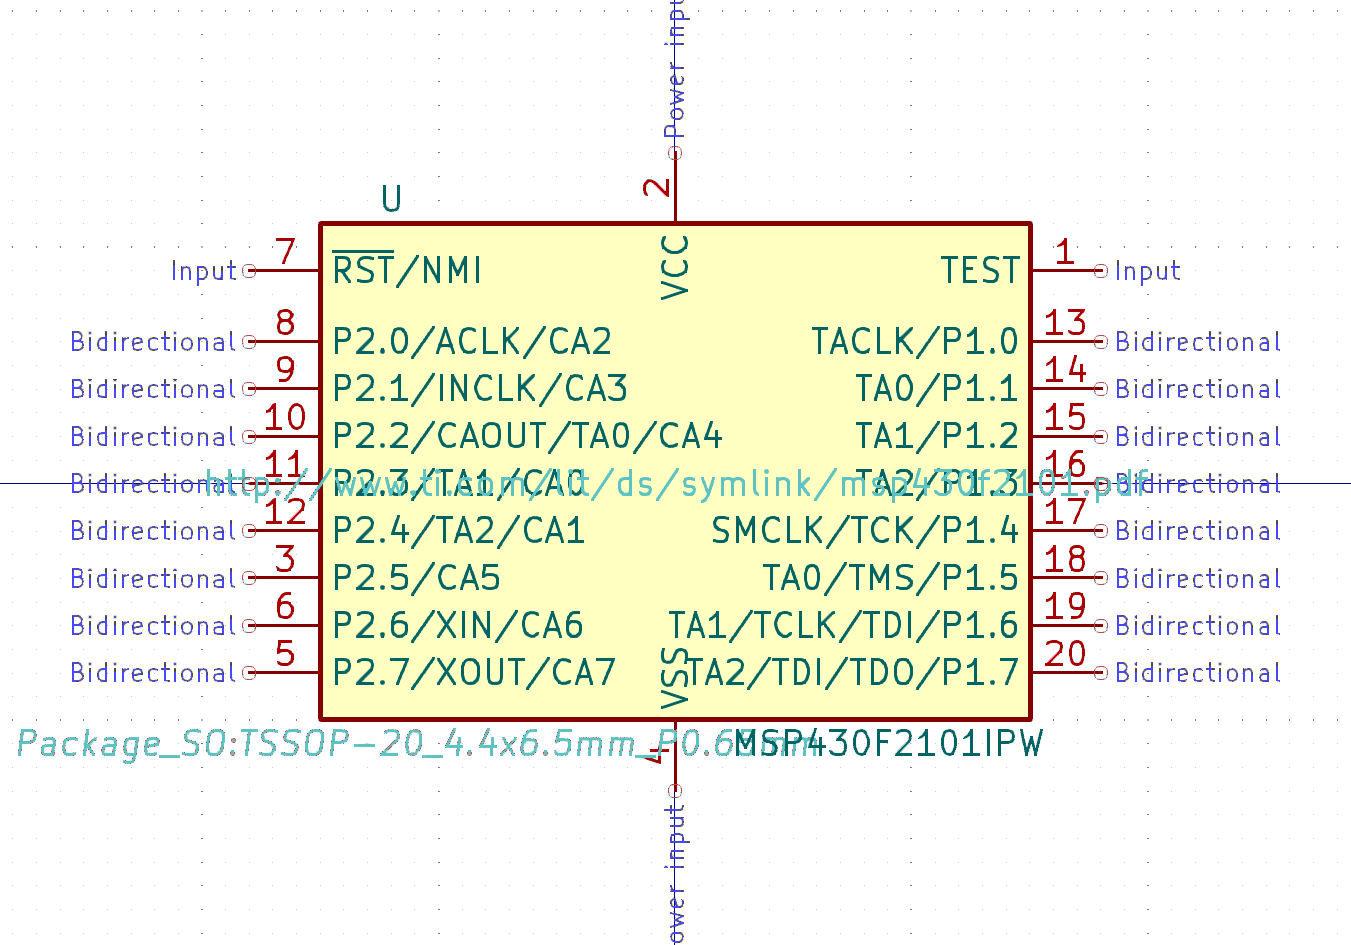 Power input
2
U
VCC
Input 7 RST/NMI
TEST 1 Input
Bidirectional 8 P2.0/ACLK/CA2
TACLK/P1.0 13 Bidirectional
Bidirectional 9 P2.1/INCLK/CA3
TA0/P1.1 14 Bidirectional
Bidirectional 10 P2.2/CAOUT/TA0/CA4
TA1/P1.2 15 Bidirectional
Bidirectional 11 P2.3/TA1/CA0
TA2/P1.3 16 Bidirectional
http://www.ti.com/lit/ds/symlink/msp430f2101.pdf
Bidirectional 12 P2.4/TA2/CA1
SMCLK/TCK/P1.4 17 Bidirectional
Bidirectional 3 P2.5/CA5
TA0/TMS/P1.5 18 Bidirectional
Bidirectional 6 P2.6/XIN/CA6
TA1/TCLK/TDI/P1.6 19 Bidirectional
Bidirectional 5 P2.7/XOUT/CA7
TA2/TDI/TDO/P1.7 20 Bidirectional
VSS
Package_SO:TSSOP-20_4.4x6.5mm_P0.65mm
MSP430F2101IPW
4
ower input